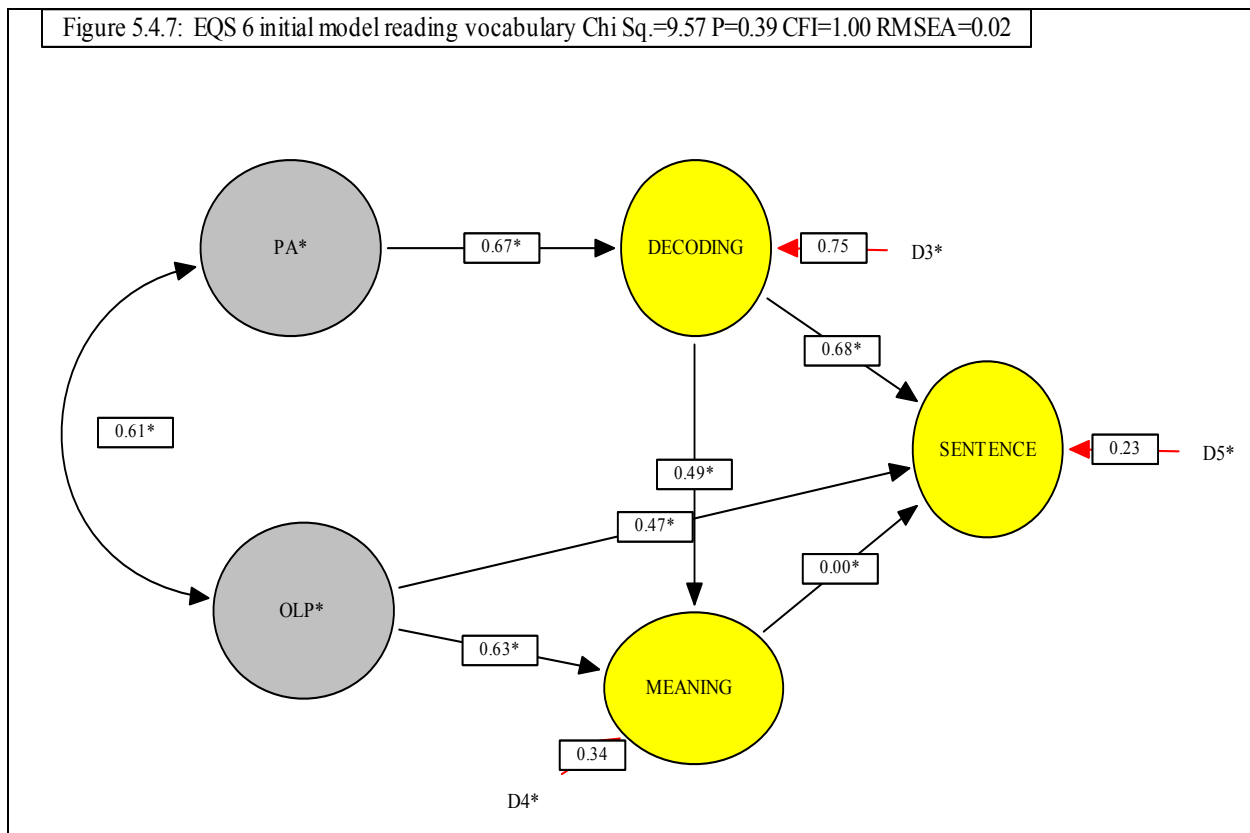 Figure 5.4.7: EQS 6 initial model reading vocabulary Chi Sq.=9.57 P=0.39 CFI=1.00 RMSEA=0.02
PA*
0.67*
DECODING
0.75
D3*
0.68*
0.61*
SENTENCE
0.23
D5*
0.49*
0.47*
0.00*
OLP*
0.63*
MEANING
0.34
D4*